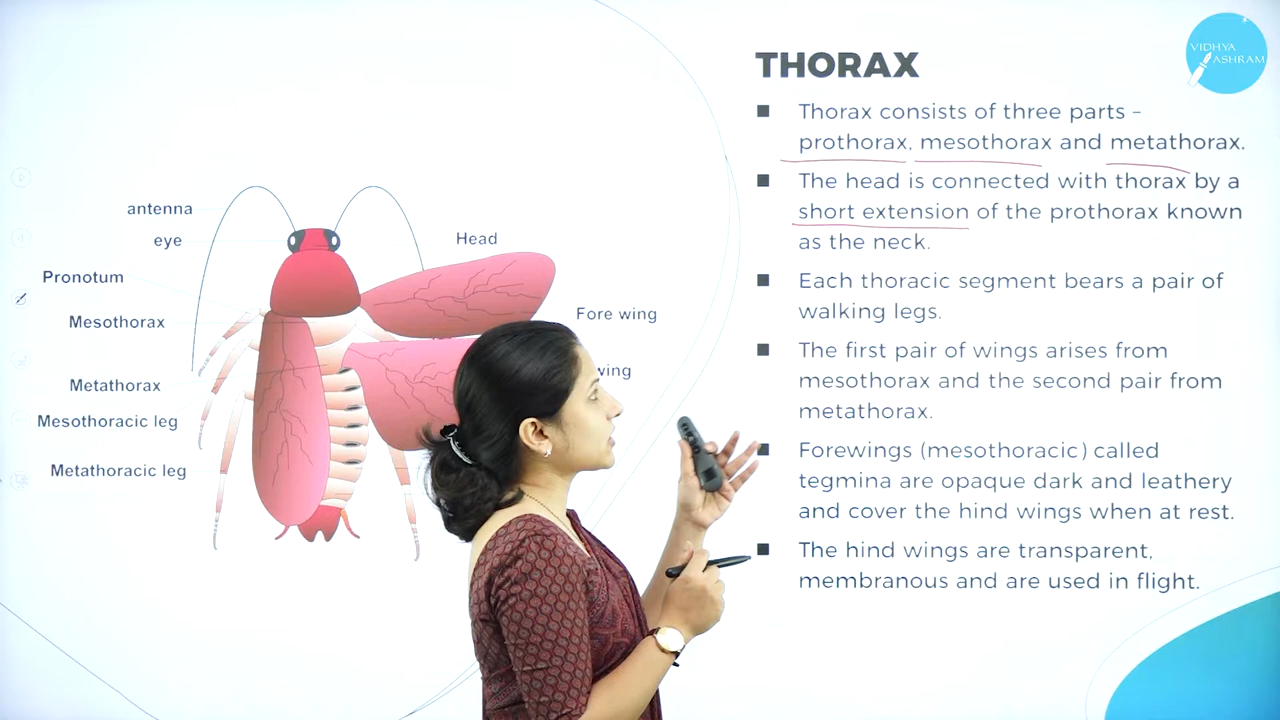 VIDHYA
ASHRAM
THORAX
Thorax consists of three parts –
prothorax, mesothorax and metathorax.
The head is connected with thorax by a
short extension of the prothorax known
as the neck.
Each thoracic segment bears a pair of
walking legs.
The first pair of wings arises from
mesothorax and the second pair from
metathorax.
Forewings (mesothoracic) called
tegmina are opaque dark and leathery
and cover the hind wings when at rest.
The hind wings are transparent,
membranous and are used in flight.
antenna
eye
Head
Pronotum
Mesothorax
Fore wing
wing
Metathorax
Mesothoracic leg
Metathoracic leg